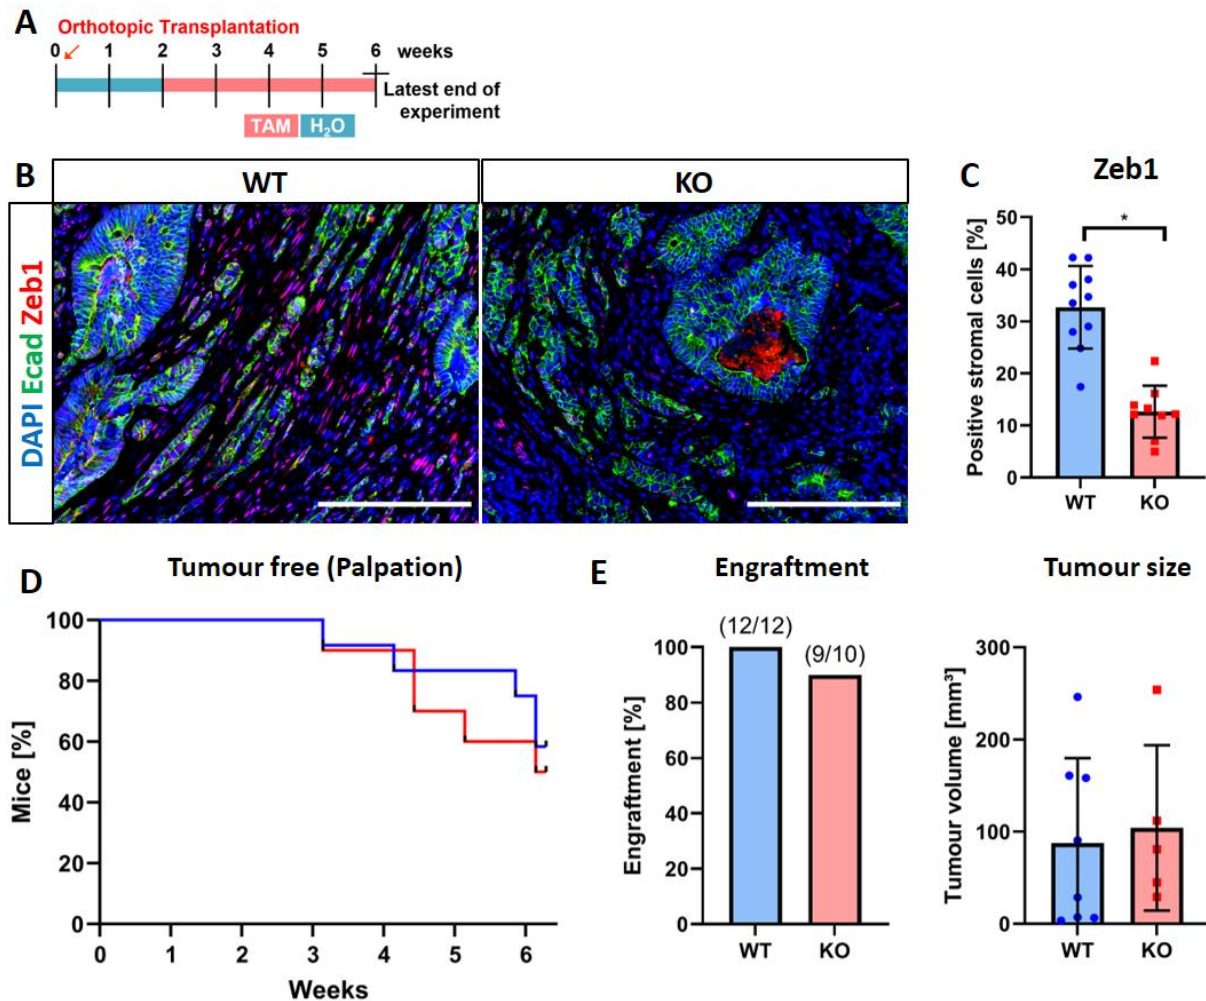 A
Orthotopic Transplantation
0 1 2 3 4 5 6 weeks
Latest end of
experiment
TAM H₂O
B
WT KO
DAPI Ecad Zeb1
C
Zeb1
Positive stromal cells [%]
50
40
30
20
10
0
*
WT KO
D
Tumour free (Palpation)
Mice [%]
100
80
60
40
20
0
0 1 2 3 4 5 6
Weeks
E
Engraftment
Engraftment [%]
(12/12)
(9/10)
100
80
60
40
20
0
WT KO
Tumour size
Tumour volume [mm³]
300
200
100
0
WT KO